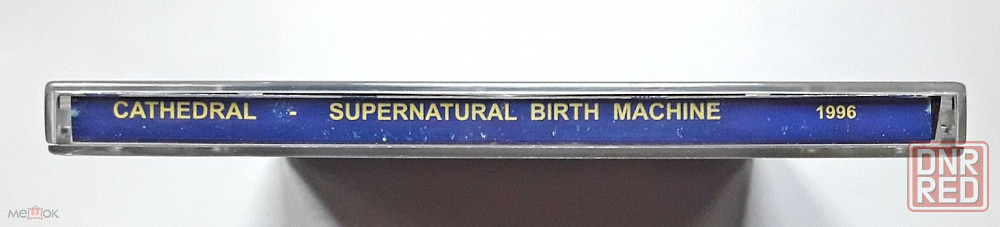 CATHEDRAL - SUPERNATURAL BIRTH MACHINE 1996
DNR
RED
мешок